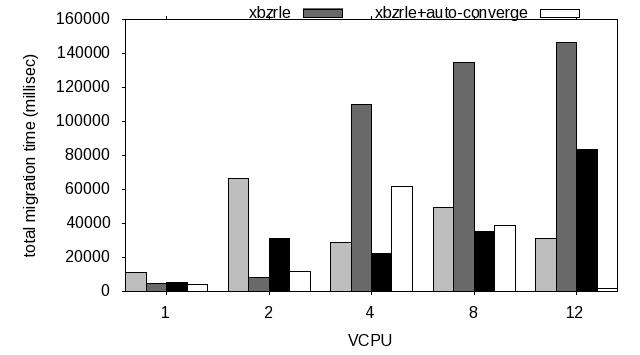 xbzrle xbzrle+auto-converge
160000
140000
120000
100000
80000
60000
40000
20000
0
total migration time (millisec)
1 2 4 8 12
VCPU